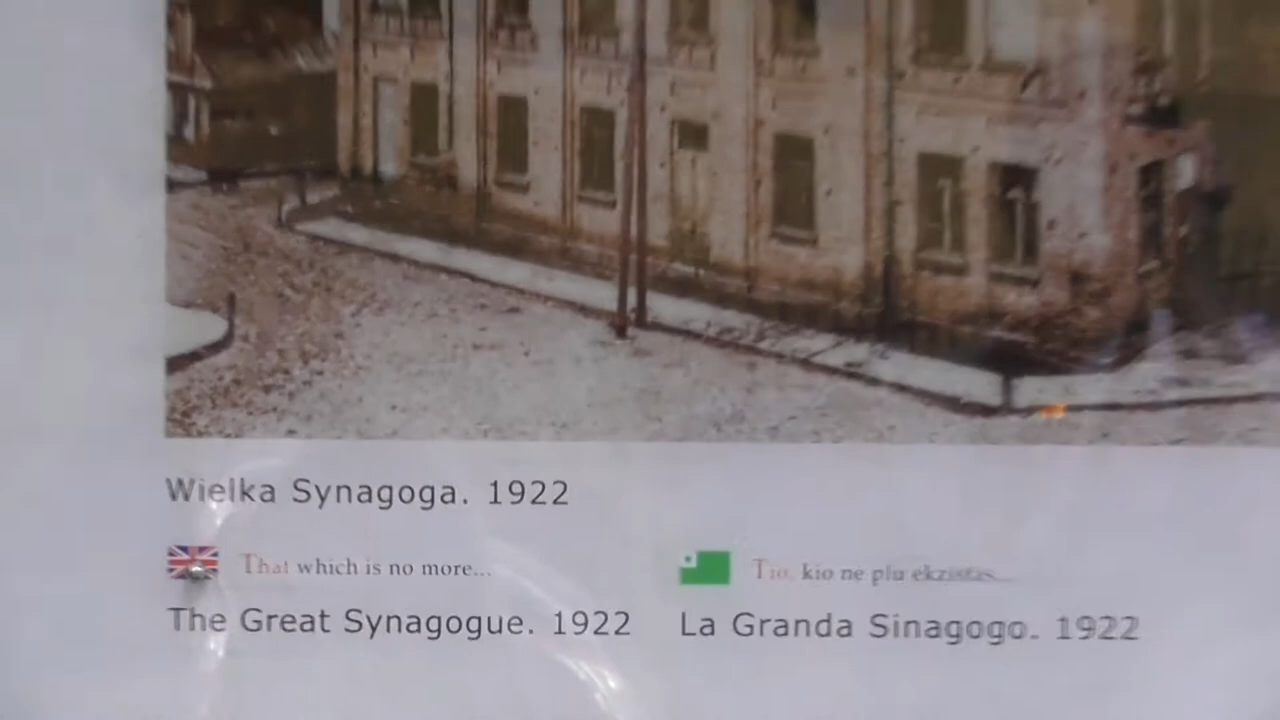 Wielka Synagoga. 1922
That which is no more...
The Great Synagogue. 1922
Tio, kio ne plu ekzistas...
La Granda Sinagogo. 1922